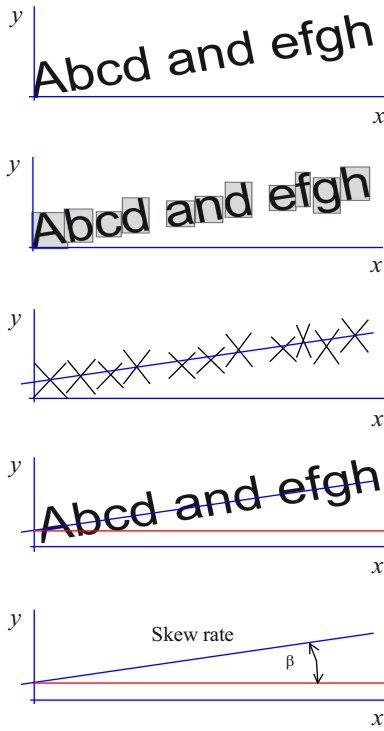 y
Abcd and efgh
x
y
Abcd and efgh
x
y
x
y
Abcd and efgh
x
y
Skew rate
β
x